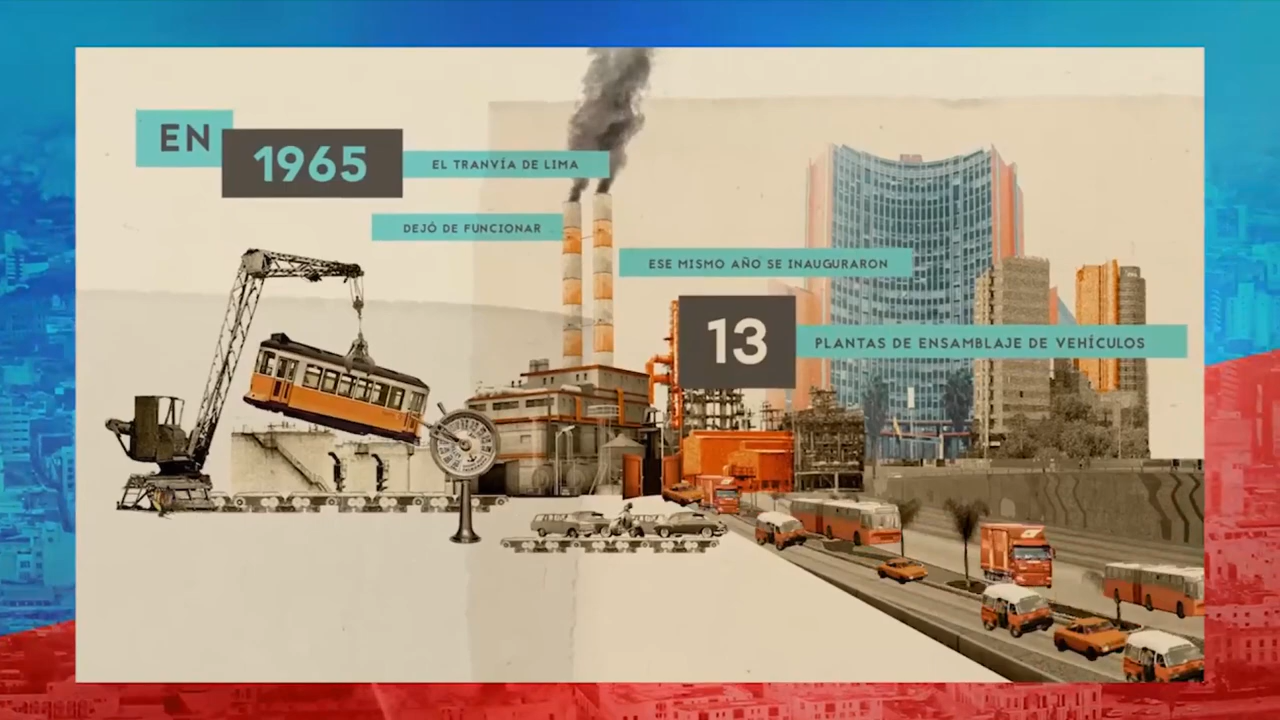 EN
1965
EL TRANVÍA DE LIMA
DEJÓ DE FUNCIONAR
ESE MISMO AÑO SE INAUGURARON
13
PLANTAS DE ENSAMBLAJE DE VEHÍCULOS